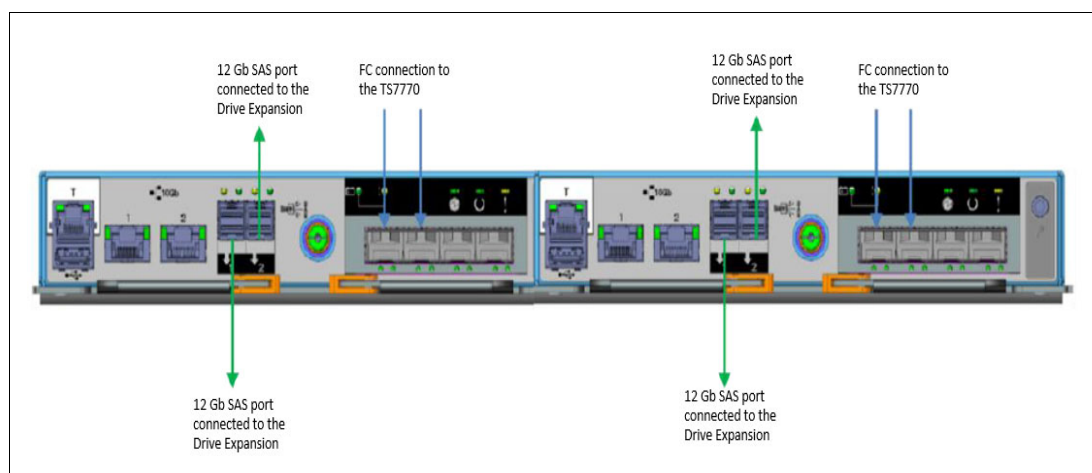 12 Gb SAS port
connected to the
Drive Expansion
FC connection to
the TS7770
12 Gb SAS port
connected to the
Drive Expansion
FC connection to
the TS7770
T
10Gb
1
2
2
T
10Gb
1
2
2
12 Gb SAS port
connected to the
Drive Expansion
12 Gb SAS port
connected to the
Drive Expansion